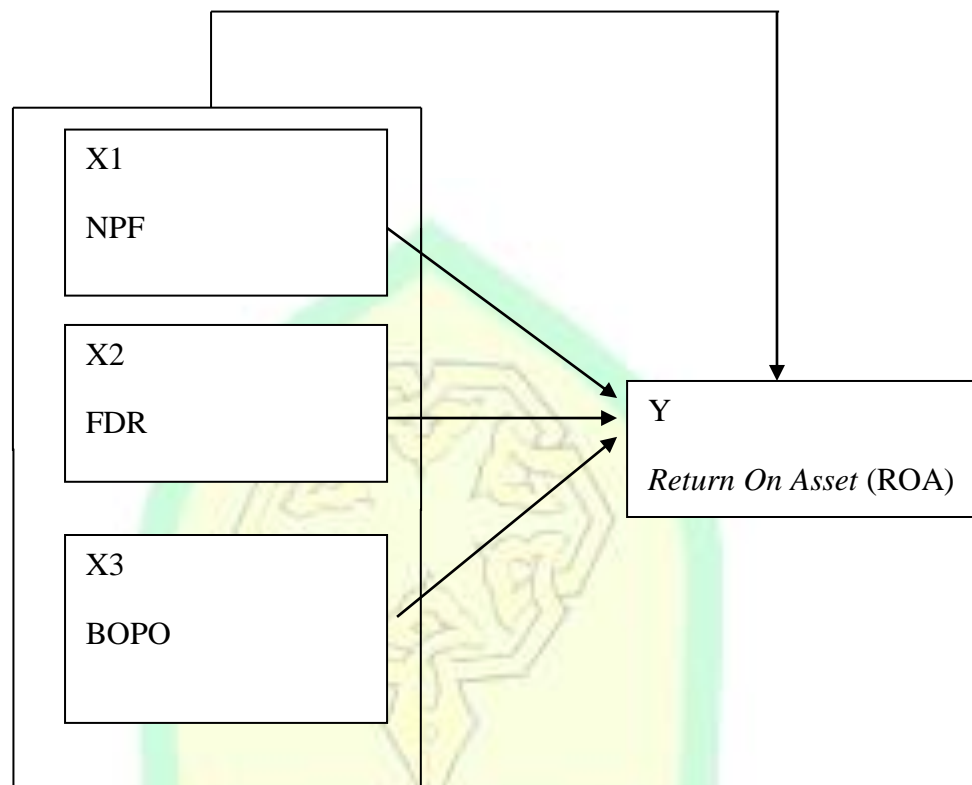 X1
NPF
X2
FDR
Y
Return On Asset (ROA)
X3
BOPO